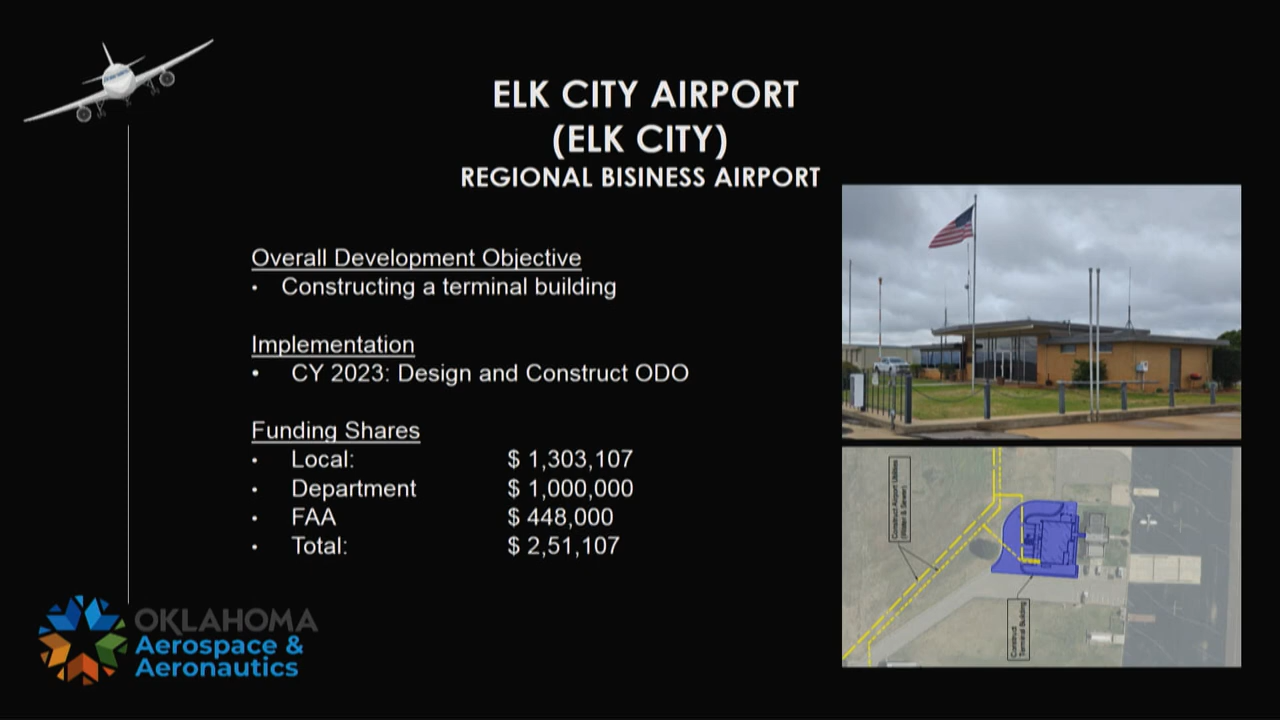 ELK CITY AIRPORT
(ELK CITY)
REGIONAL BISINESS AIRPORT
Overall Development Objective
• Constructing a terminal building
Implementation
• CY 2023: Design and Construct ODO
Funding Shares
• Local: $ 1,303,107
• Department $ 1,000,000
• FAA $ 448,000
• Total: $ 2,51,107
Construct Airport Utilities
(Water & Sewer)
Construct
Terminal Building
OKLAHOMA
Aerospace &
Aeronautics